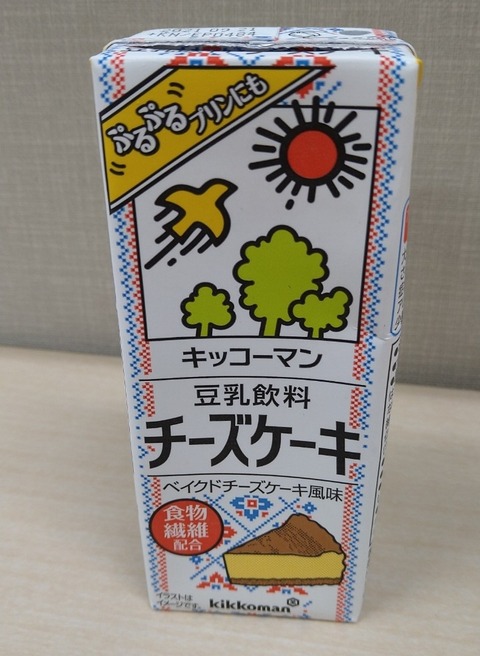 ぷるぷる プリンにも
キッコーマン
豆乳飲料
チーズケーキ
ベイクドチーズケーキ風味
食物
繊維
配合
イラストは
イメージです。
kikkoman